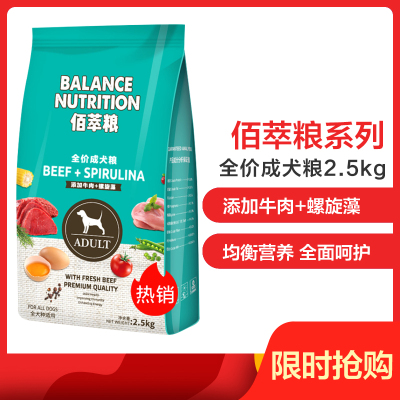 BALANCE
NUTRITION
佰萃粮
全价成犬粮
BEEF + SPIRULINA
添加牛肉+螺旋藻
ADULT
WITH FRESH BEEF
PREMIUM QUALITY
FOR ALL DOGS
全犬种成犬
NET WEIGHT: 2.5kg
热销
佰萃粮系列
全价成犬粮2.5kg
添加牛肉+螺旋藻
均衡营养 全面呵护
限时抢购